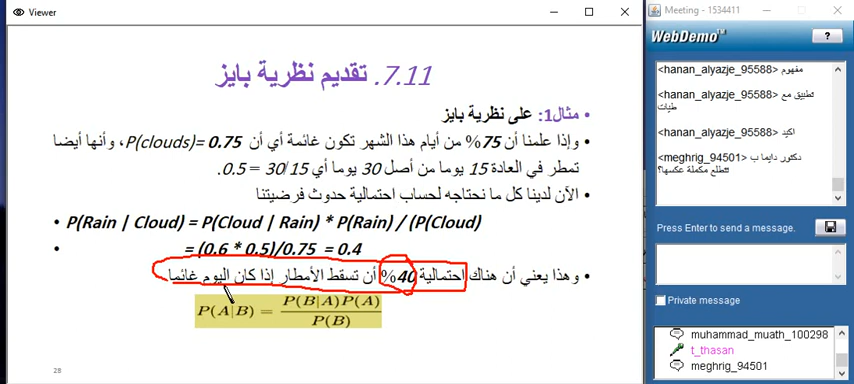 Viewer
7.11. تقديم نظرية بايز
• مثال1: على نظرية بايز
• وإذا علمنا أن 75% من أيام هذا الشهر تكون غائمة أي أن P(clouds)= 0.75، وأنها أيضا
تمطر في العادة 15 يوما من أصل 30 يوما أي 30/15 = 0.5.
• الآن لدينا كل ما نحتاجه لحساب احتمالية حدوث فرضيتنا
• P(Rain | Cloud) = P(Cloud | Rain) * P(Rain) / (P(Cloud)
• = (0.6 * 0.5)/0.75 = 0.4
• وهذا يعني أن هناك احتمالية 40% أن تسقط الأمطار إذا كان اليوم غائما
P(A|B) = P(B|A)P(A) / P(B)
28
Meeting - 1534411
WebDemo™
?
<hanan_alyazje_95588> مفهوم
<hanan_alyazje_95588> تطبيق مع
طيات
<hanan_alyazje_95588> اكيد
<meghrig_94501> دكتور دايما ب
تتطلع مكملة عكسها؟
Press Enter to send a message.
Private message
muhammad_muath_100298
t_thasan
meghrig_94501